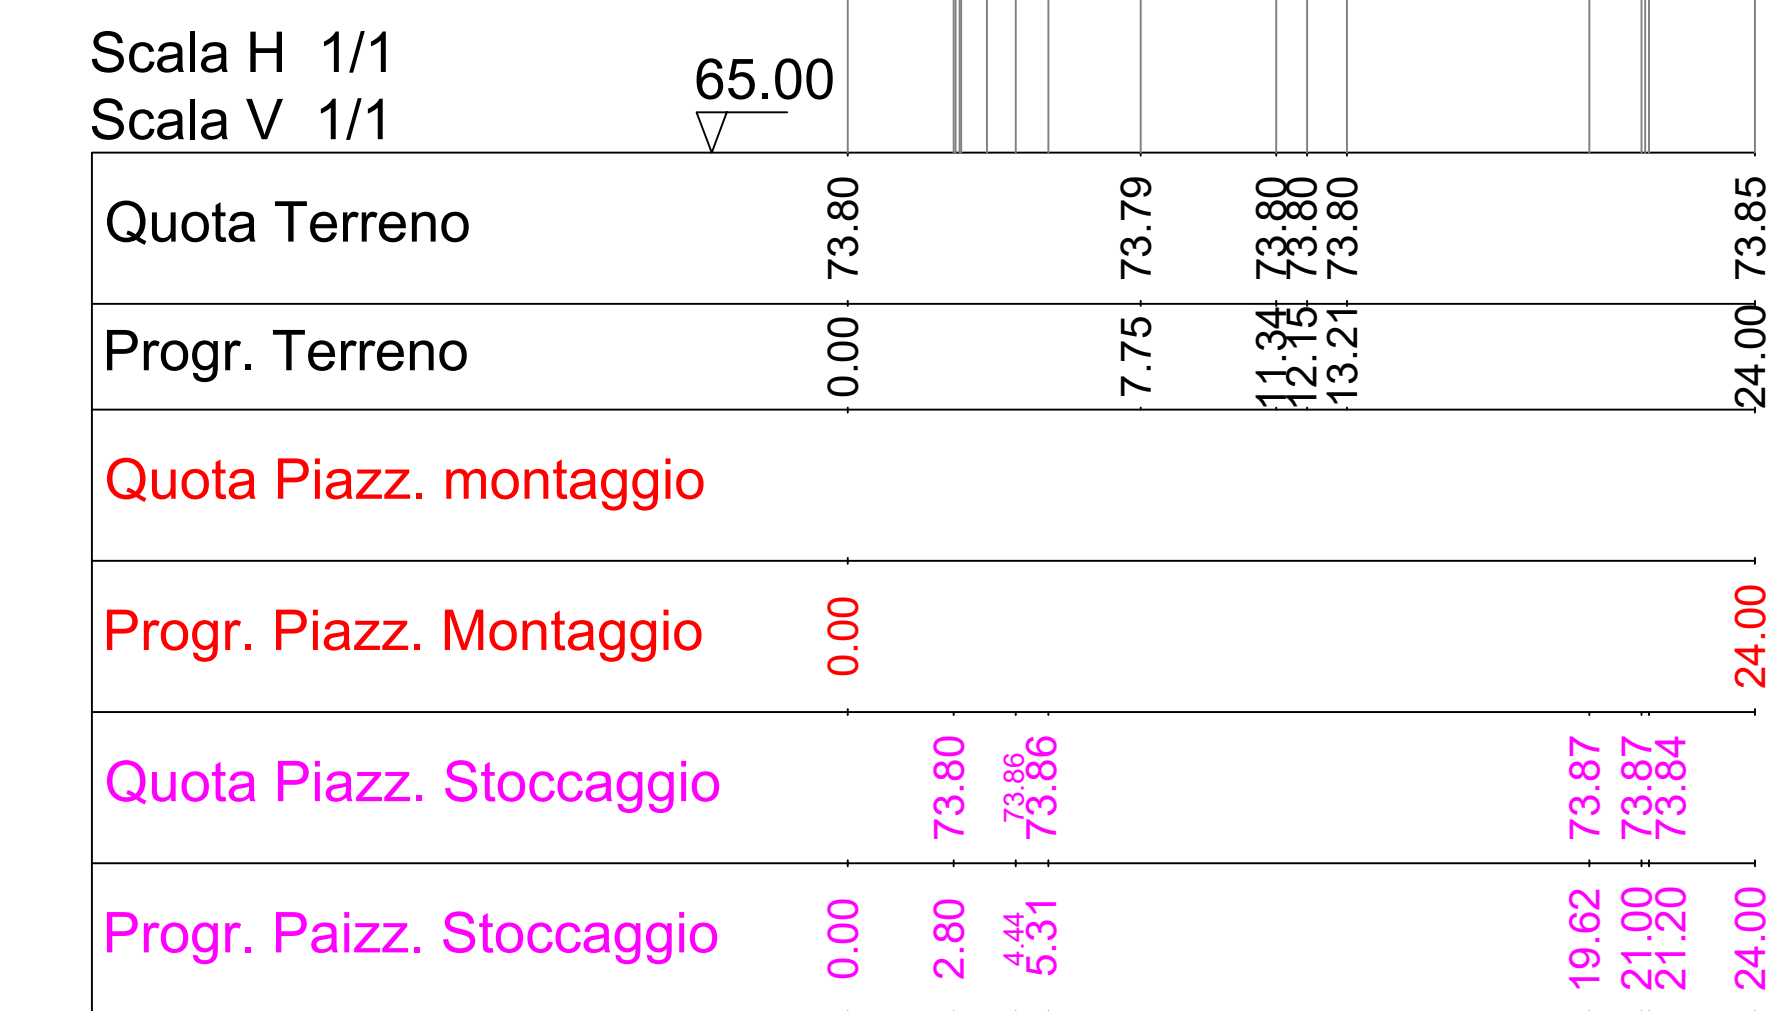 Scala H 1/1
65.00
Scala V 1/1
Quota Terreno 73.80 73.79 73.80 73.80 73.80 73.85
Progr. Terreno 0.00 7.75 11.34 12.15 13.21 24.00
Quota Piazz. montaggio
Progr. Piazz. Montaggio 0.00 24.00
Quota Piazz. Stoccaggio 73.80 73.86 73.86 73.87 73.87 73.84
Progr. Paizz. Stoccaggio 0.00 2.80 4.44 5.31 19.62 21.00 21.20 24.00